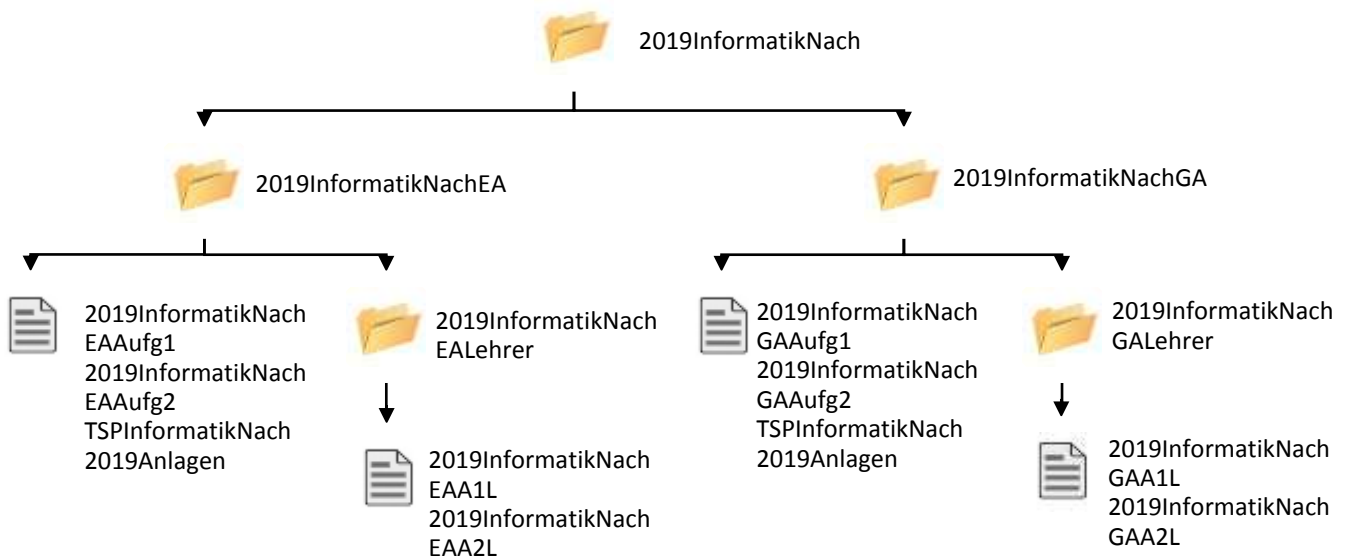 2019InformatikNach
2019InformatikNachEA
2019InformatikNachGA
2019InformatikNach
EAAufg1
2019InformatikNach
EAAufg2
TSPInformatikNach
2019Anlagen
2019InformatikNach
EALehrer
2019InformatikNach
EAA1L
2019InformatikNach
EAA2L
2019InformatikNach
GAAufg1
2019InformatikNach
GAAufg2
TSPInformatikNach
2019Anlagen
2019InformatikNach
GALehrer
2019InformatikNach
GAA1L
2019InformatikNach
GAA2L